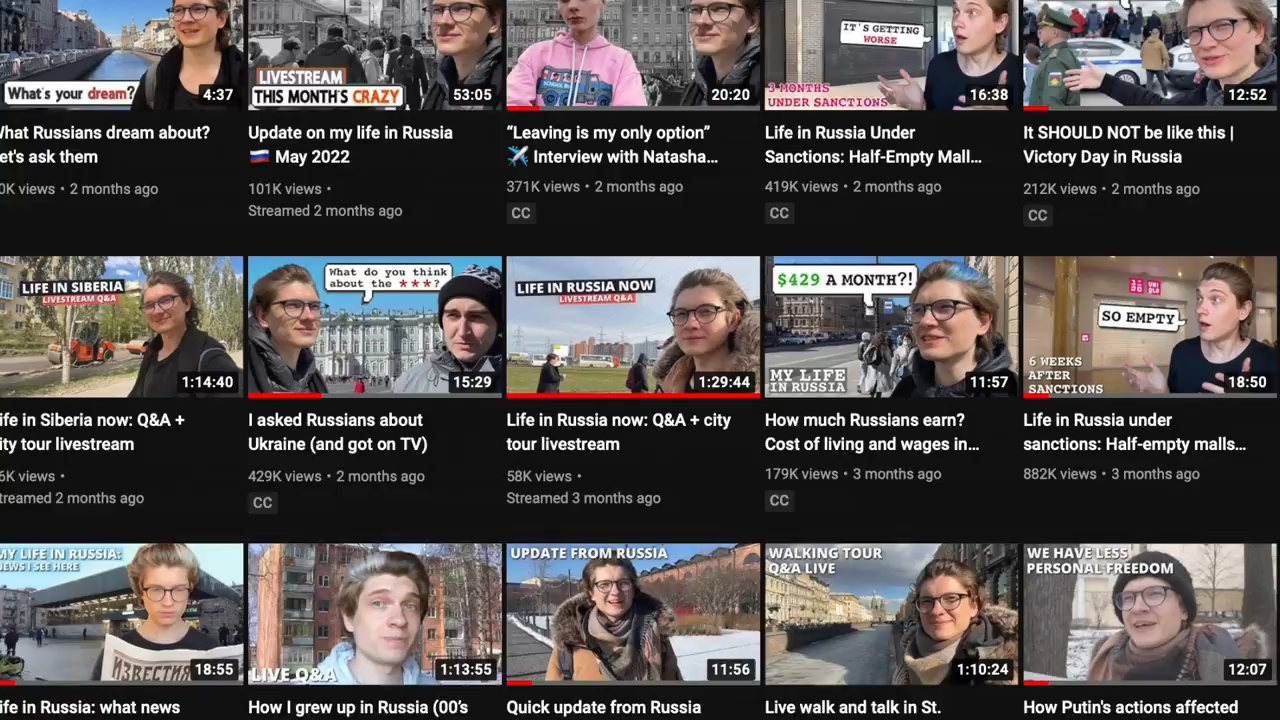 What's your dream?
4:37
LIVESTREAM
THIS MONTH'S CRAZY
53:05
SCHOOL
20:20
IT'S GETTING
WORSE
3 MONTHS
UNDER SANCTIONS
16:38
12:52
What Russians dream about?
et's ask them
0K views • 2 months ago
Update on my life in Russia
🇷🇺 May 2022
101K views •
Streamed 2 months ago
“Leaving is my only option”
✈️ Interview with Natasha...
371K views • 2 months ago
CC
Life in Russia Under
Sanctions: Half-Empty Mall...
419K views • 2 months ago
CC
It SHOULD NOT be like this |
Victory Day in Russia
212K views • 2 months ago
CC
LIFE IN SIBERIA
LIVESTREAM Q&A
1:14:40
What do you think
about the ***?
15:29
LIFE IN RUSSIA NOW
LIVESTREAM Q&A
1:29:44
$429 A MONTH?!
MY LIFE
IN RUSSIA
11:57
UNI
QLO
SO EMPTY
6 WEEKS
AFTER
SANCTIONS
18:50
ife in Siberia now: Q&A +
ity tour livestream
6K views •
treamed 2 months ago
I asked Russians about
Ukraine (and got on TV)
429K views • 2 months ago
CC
Life in Russia now: Q&A + city
tour livestream
58K views •
Streamed 3 months ago
How much Russians earn?
Cost of living and wages in...
179K views • 3 months ago
CC
Life in Russia under
sanctions: Half-empty malls...
882K views • 3 months ago
MY LIFE IN RUSSIA:
NEWS I SEE HERE
ИЗВЕСТИЯ
18:55
LIVE Q&A
1:13:55
UPDATE FROM RUSSIA
11:56
WALKING TOUR
Q&A LIVE
1:10:24
WE HAVE LESS
PERSONAL FREEDOM
12:07
ife in Russia: what news
How I grew up in Russia (00's
Quick update from Russia
Live walk and talk in St.
How Putin's actions affected